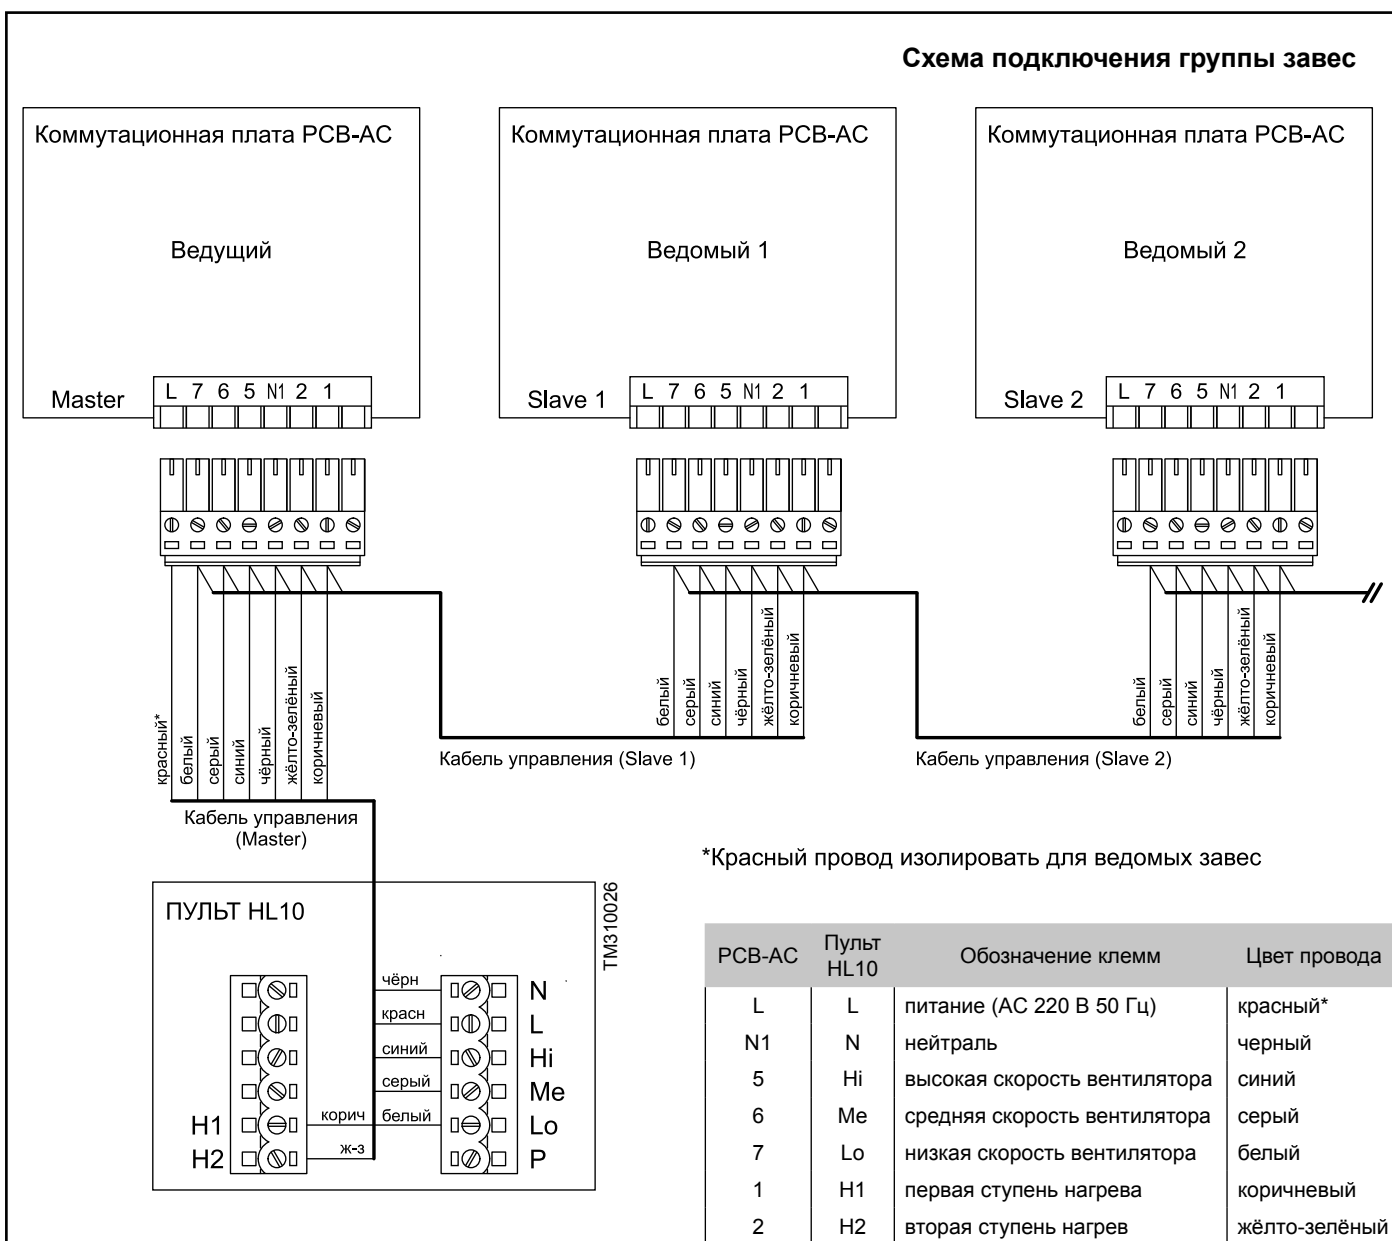 Схема подключения группы завес
Коммутационная плата PCB-AC
Ведущий
Master
L 7 6 5 N1 2 1
Коммутационная плата PCB-AC
Ведомый 1
Slave 1
L 7 6 5 N1 2 1
Коммутационная плата PCB-AC
Ведомый 2
Slave 2
L 7 6 5 N1 2 1
красный*
белый
серый
синий
чёрный
жёлто-зелёный
коричневый
белый
серый
синий
чёрный
жёлто-зелёный
коричневый
белый
серый
синий
чёрный
жёлто-зелёный
коричневый
Кабель управления (Slave 1)
Кабель управления (Slave 2)
Кабель управления
(Master)
*Красный провод изолировать для ведомых завес
ПУЛЬТ HL10
TM310026
чёрн
N
красн
L
синий
Hi
серый
Me
H1
корич
белый
Lo
H2
ж-з
P
PCB-AC Пульт HL10 Обозначение клемм Цвет провода
L L питание (AC 220 В 50 Гц) красный*
N1 N нейтраль черный
5 Hi высокая скорость вентилятора синий
6 Me средняя скорость вентилятора серый
7 Lo низкая скорость вентилятора белый
1 H1 первая ступень нагрева коричневый
2 H2 вторая ступень нагрев жёлто-зелёный